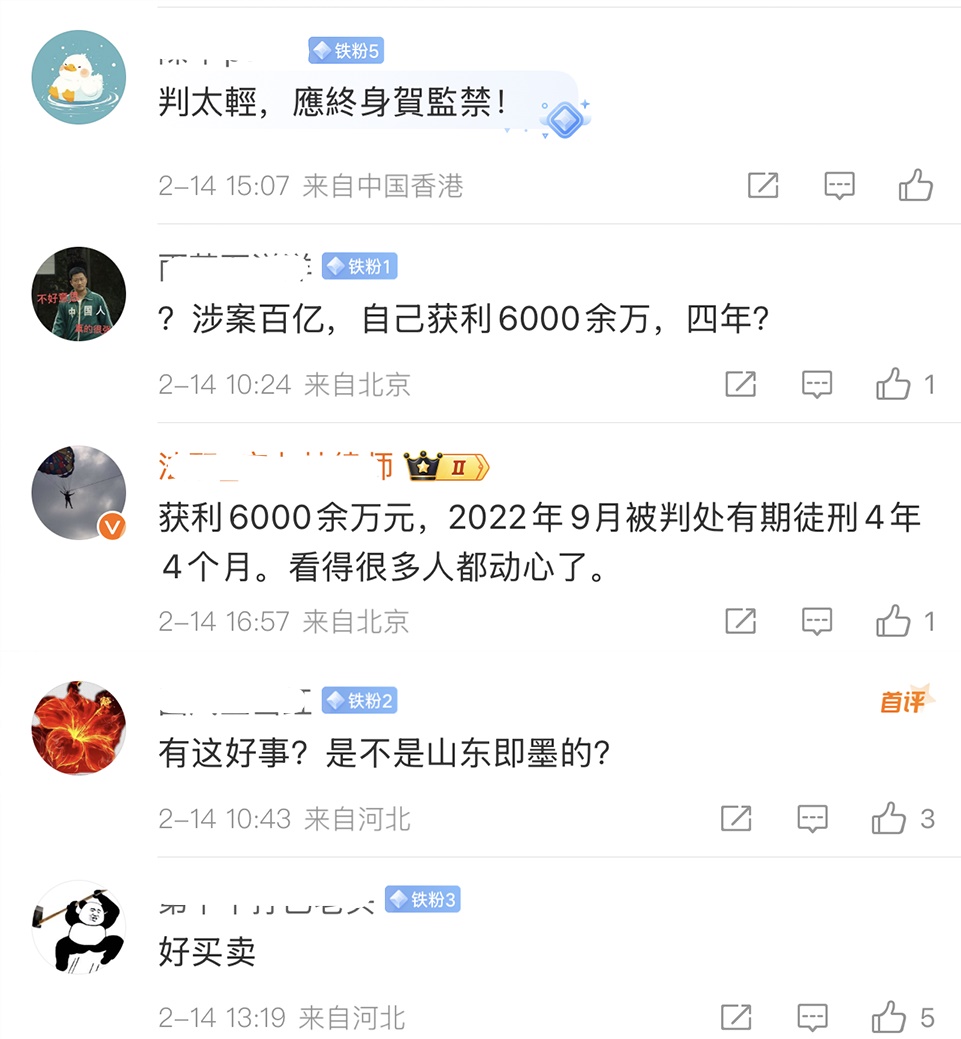 铁粉5
判太輕，應終身賀監禁！
2-14 15:07 来自中国香港
铁粉1
？涉案百亿，自己获利6000余万，四年？
中国人
2-14 10:24 来自北京 1
师 II
获利6000余万元，2022年9月被判处有期徒刑4年
4个月。看得很多人都动心了。
2-14 16:57 来自北京 1
铁粉2 首评
有这好事？是不是山东即墨的？
2-14 10:43 来自河北 3
铁粉3
好买卖
2-14 13:19 来自河北 5